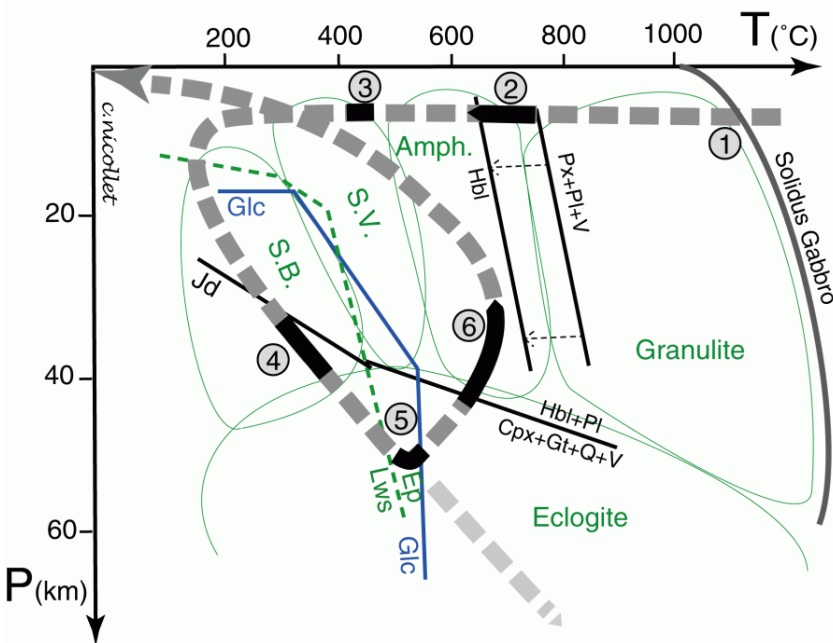 T(°C)
200
400
600
800
1000
c.nicollet
3
2
1
Amph.
Hbl
Px+Pl+V
Solidus Gabbro
20
Glc
S.V.
S.B.
Jd
6
4
Granulite
40
5
Hbl+Pl
Cpx+Gt+Q+V
Lws
Ep
Eclogite
60
Glc
P(km)